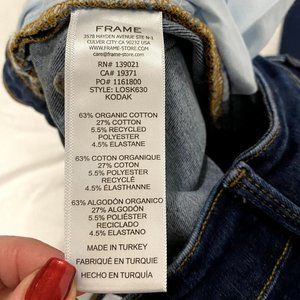 FRAME
3578 HAYDEN AVENUE STE N-1
CULVER CITY CA 90232 USA
WWW.FRAME-STORE.COM
care@frame-store.com
RN# 139021
CA# 19371
PO# 1161800
STYLE: LOSK630
KODAK
63% ORGANIC COTTON
27% COTTON
5.5% RECYCLED
POLYESTER
4.5% ELASTANE
63% COTON ORGANIQUE
27% COTON
5.5% POLYESTER
RECYCLÉ
4.5% ÉLASTHANNE
63% ALGODÓN ORGANICO
27% ALGODÓN
5.5% POLIÉSTER
RECICLADO
4.5% ELASTANO
MADE IN TURKEY
FABRIQUÉ EN TURQUIE
HECHO EN TURQUÍA